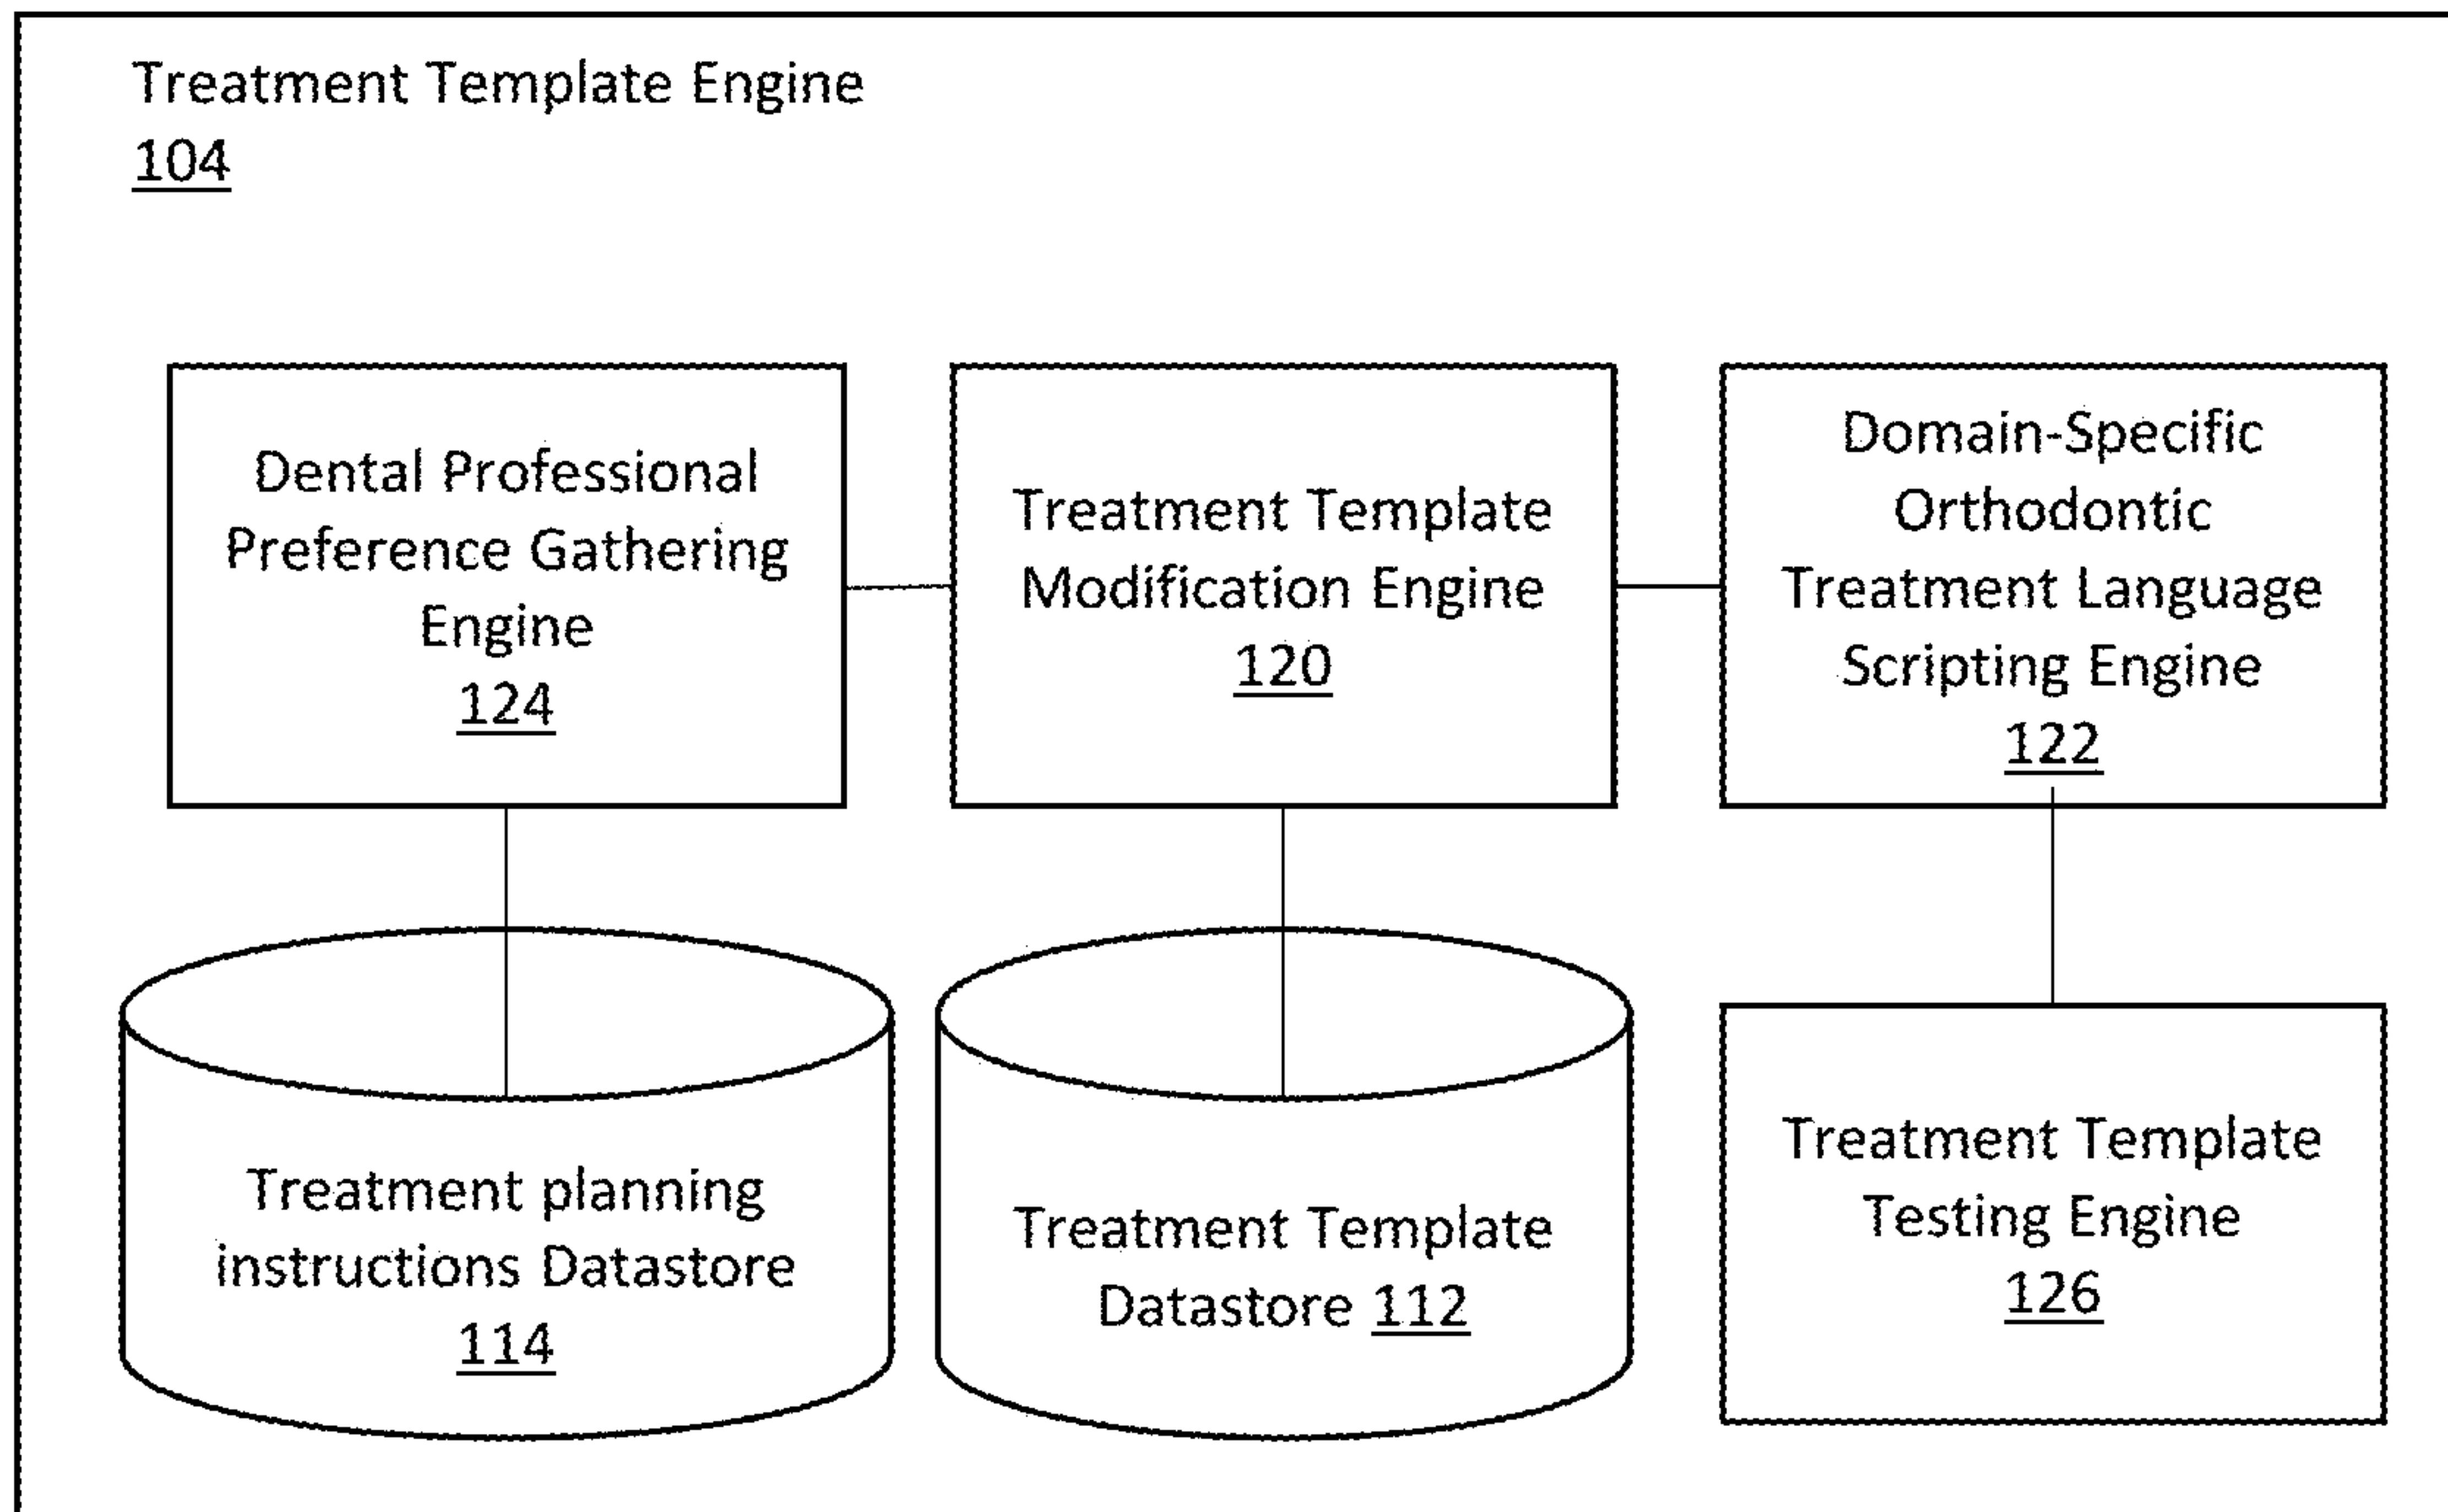 Treatment Template Engine
104
Dental Professional
Preference Gathering
Engine
124
Treatment Template
Modification Engine
120
Domain-Specific
Orthodontic
Treatment Language
Scripting Engine
122
Treatment planning
instructions Datastore
114
Treatment Template
Datastore 112
Treatment Template
Testing Engine
126